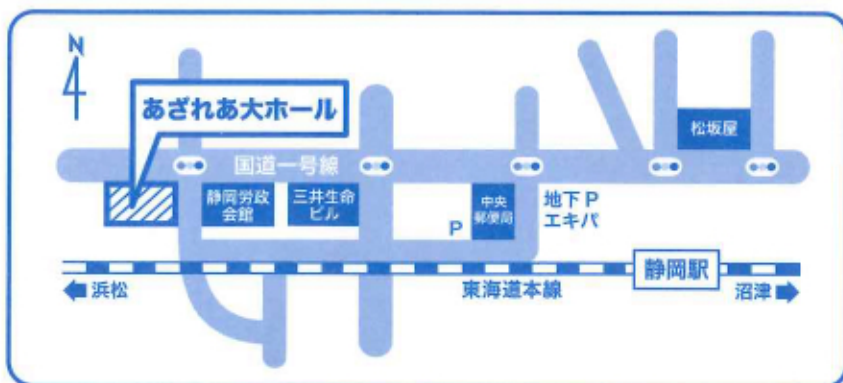 N
あざれあ大ホール
松坂屋
国道一号線
静岡労政
会館
三井生命
ビル
P
中央
郵便局
地下P
エキパ
静岡駅
浜松
東海道本線
沼津